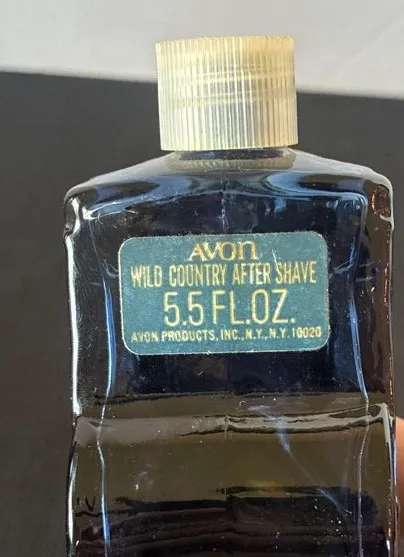 AVON
WILD COUNTRY AFTER SHAVE
5.5 FL.OZ.
AVON PRODUCTS, INC., N.Y., N.Y. 10020